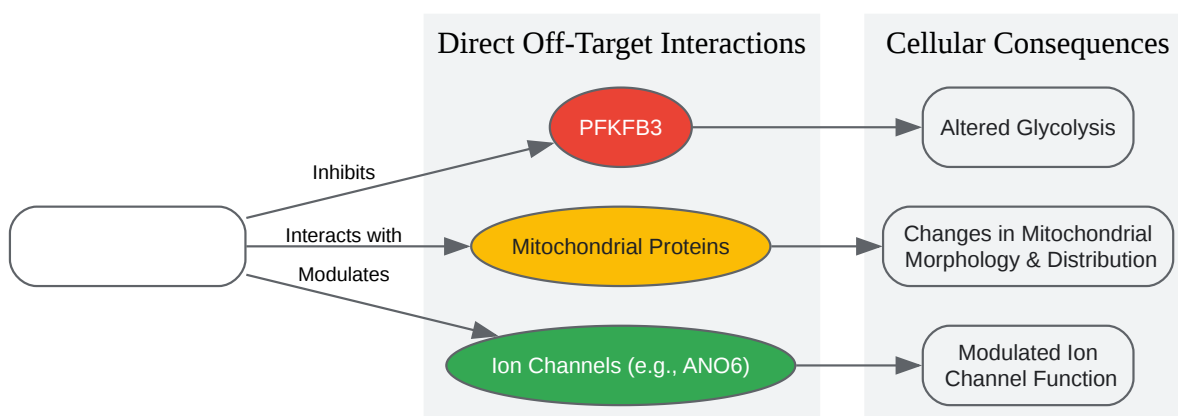 Direct Off-Target Interactions
Cellular Consequences
PFKFB3
Altered Glycolysis
Inhibits
Interacts with
Mitochondrial Proteins
Changes in Mitochondrial
Morphology & Distribution
Modulates
Ion Channels (e.g., ANO6)
Modulated Ion
Channel Function